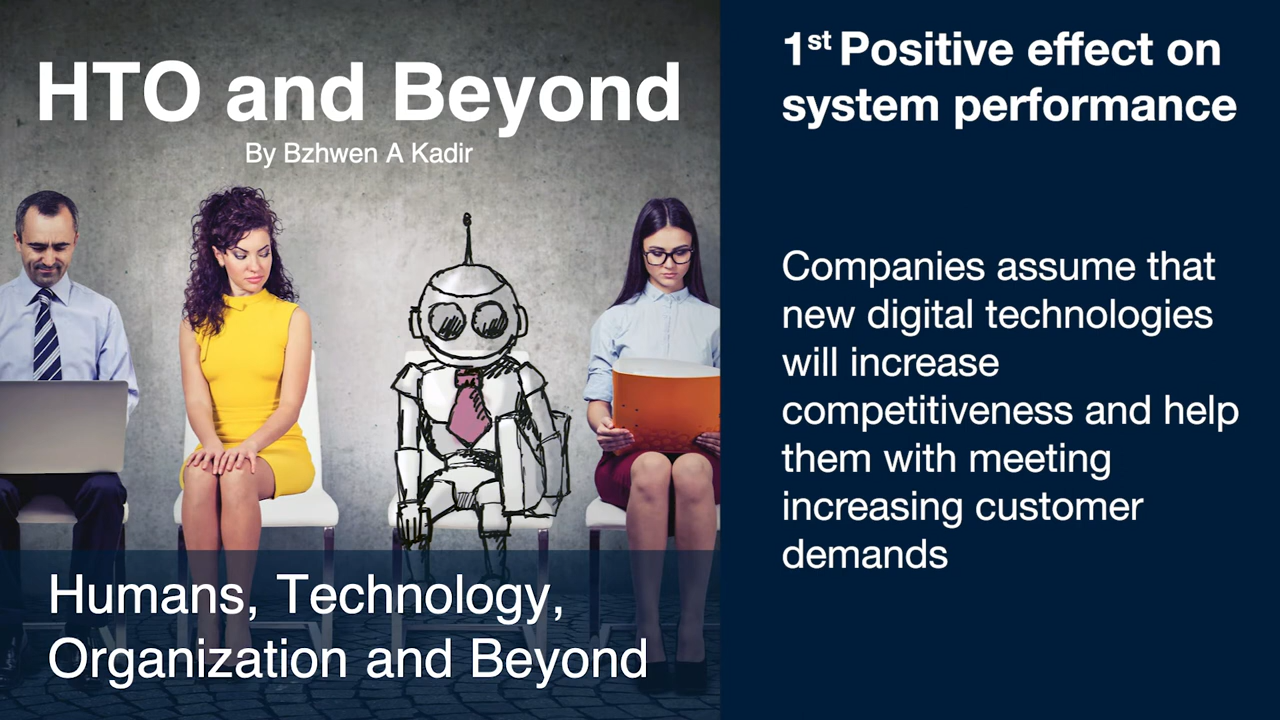 HTO and Beyond
By Bzhwen A Kadir
Humans, Technology,
Organization and Beyond
1st Positive effect on
system performance
Companies assume that
new digital technologies
will increase
competitiveness and help
them with meeting
increasing customer
demands